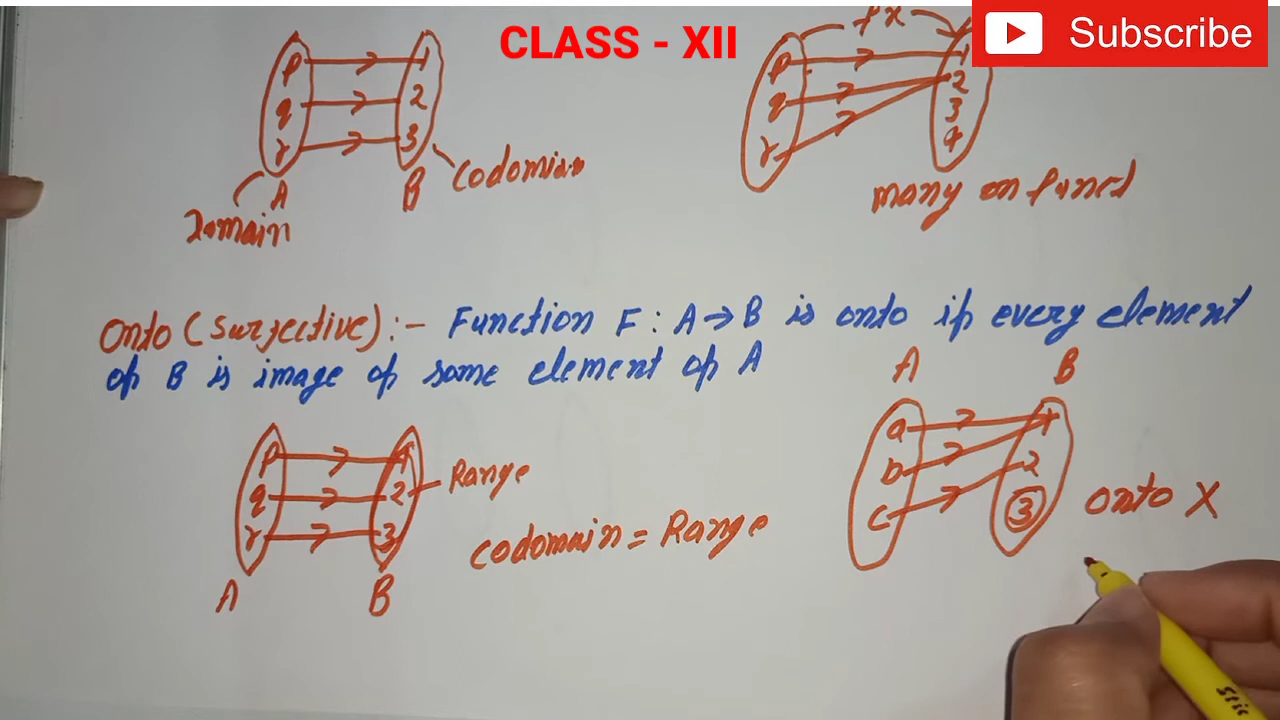 CLASS - XII
Subscribe
p 1
q 2
r 3
A B
Domain
p 1
q 2
r 3
4
many on funct
Onto (Surjective) :- Function F : A → B is onto if every element
of B is image of some element of A
p 1
q 2 Range
r 3
A B
codomain = Range
A B
a 1
b 2
c 3
onto X